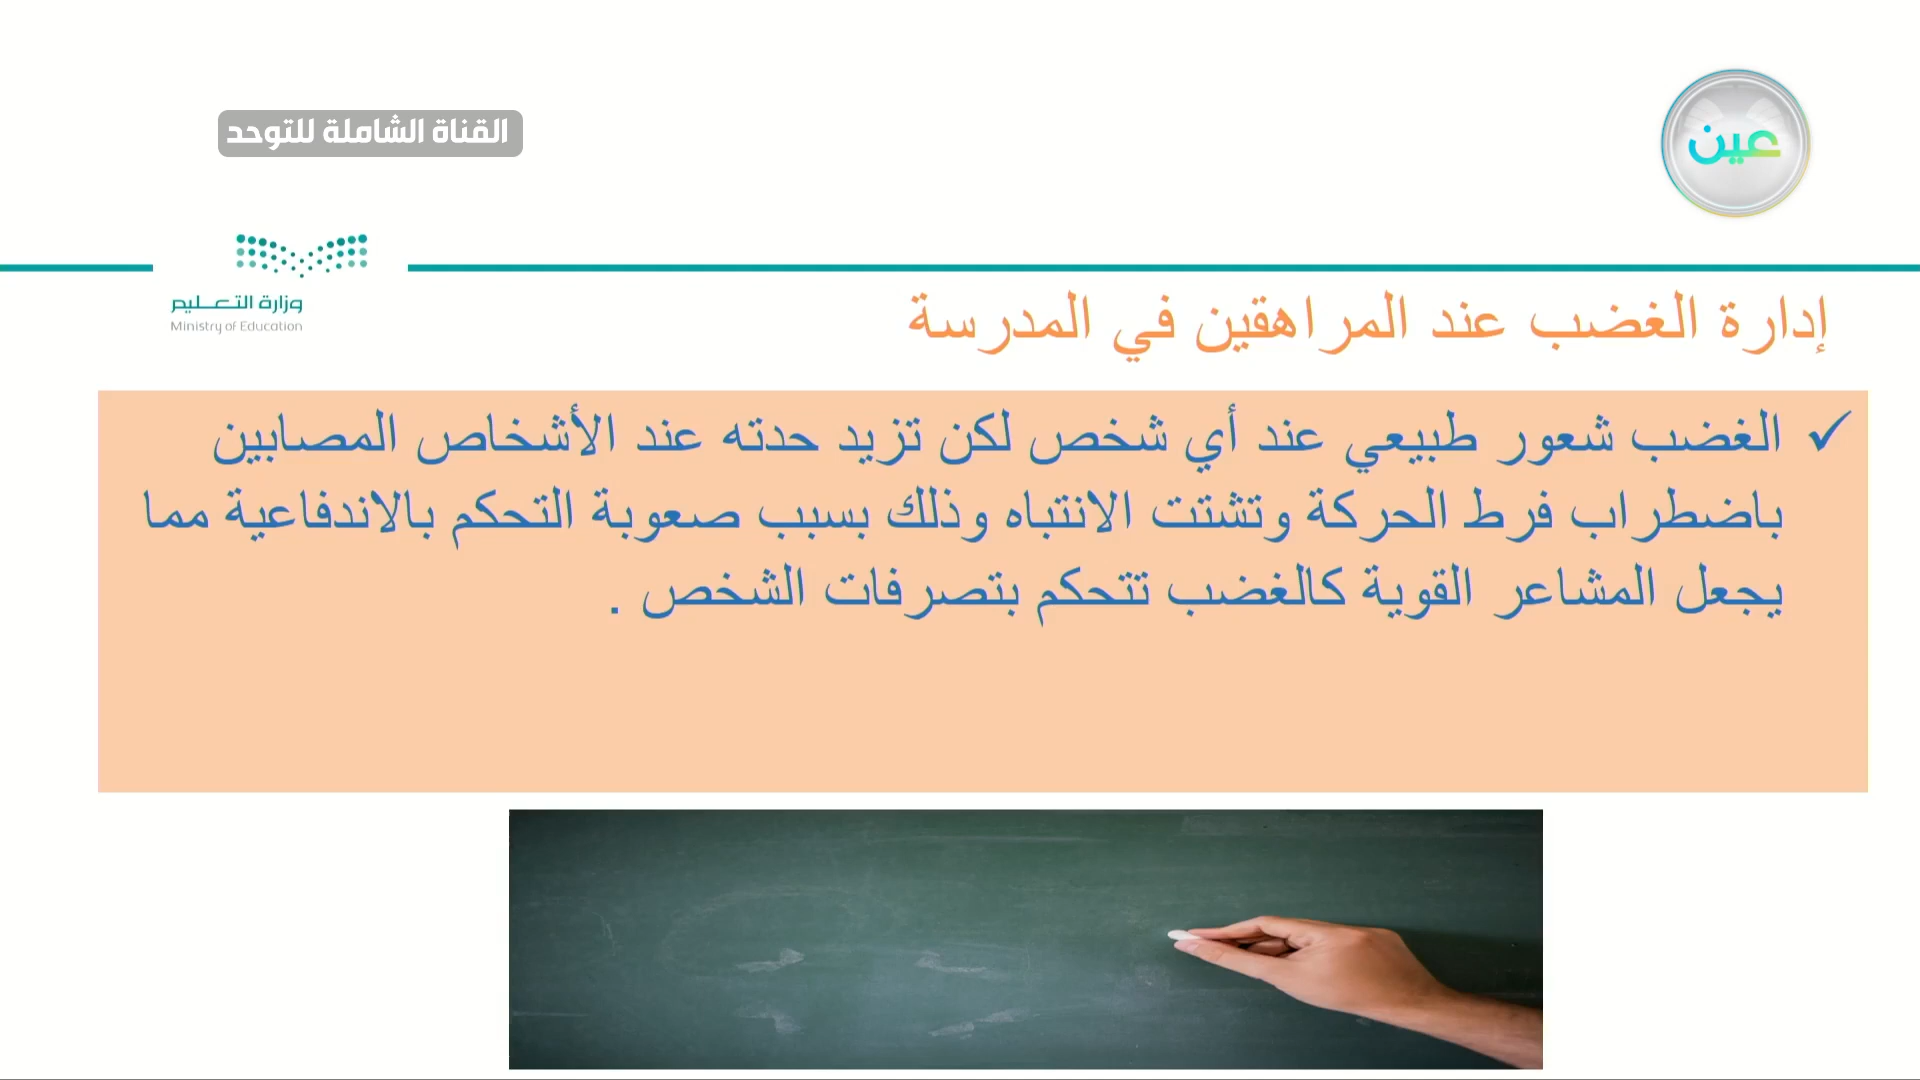 عين
القناة الشاملة للتوحد
وزارة التعليم
Ministry of Education
إدارة الغضب عند المراهقين في المدرسة
✓ الغضب شعور طبيعي عند أي شخص لكن تزيد حدته عند الأشخاص المصابين
باضطراب فرط الحركة وتشتت الانتباه وذلك بسبب صعوبة التحكم بالاندفاعية مما
يجعل المشاعر القوية كالغضب تتحكم بتصرفات الشخص .